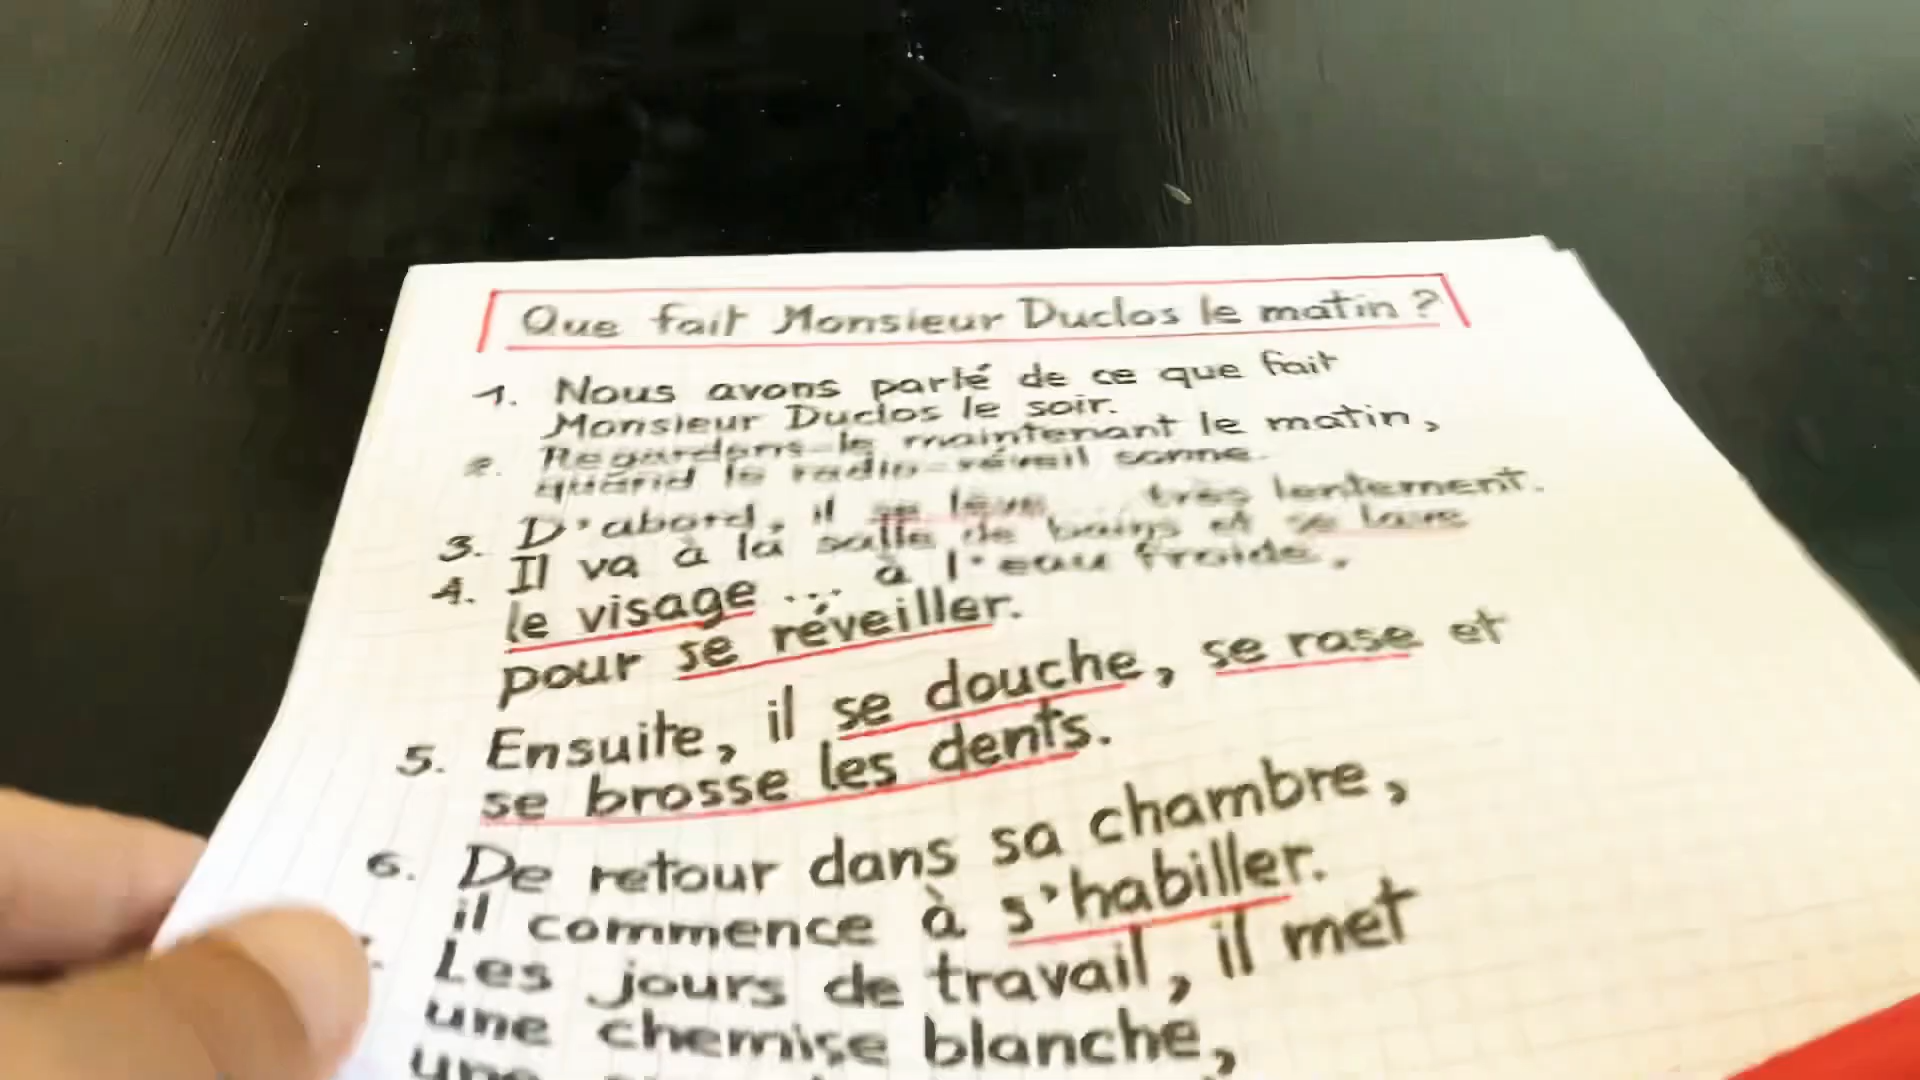 Que fait Monsieur Duclos le matin ?
1. Nous avons parlé de ce que fait
Monsieur Duclos le soir.
2. Regardons-le maintenant le matin,
quand le radio-réveil sonne.
3. D'abord, il se lève ... très lentement.
4. Il va à la salle de bains et se lave
le visage ... à l'eau froide,
pour se réveiller.
5. Ensuite, il se douche, se rase et
se brosse les dents.
6. De retour dans sa chambre,
il commence à s'habiller.
Les jours de travail, il met
une chemise blanche,
une